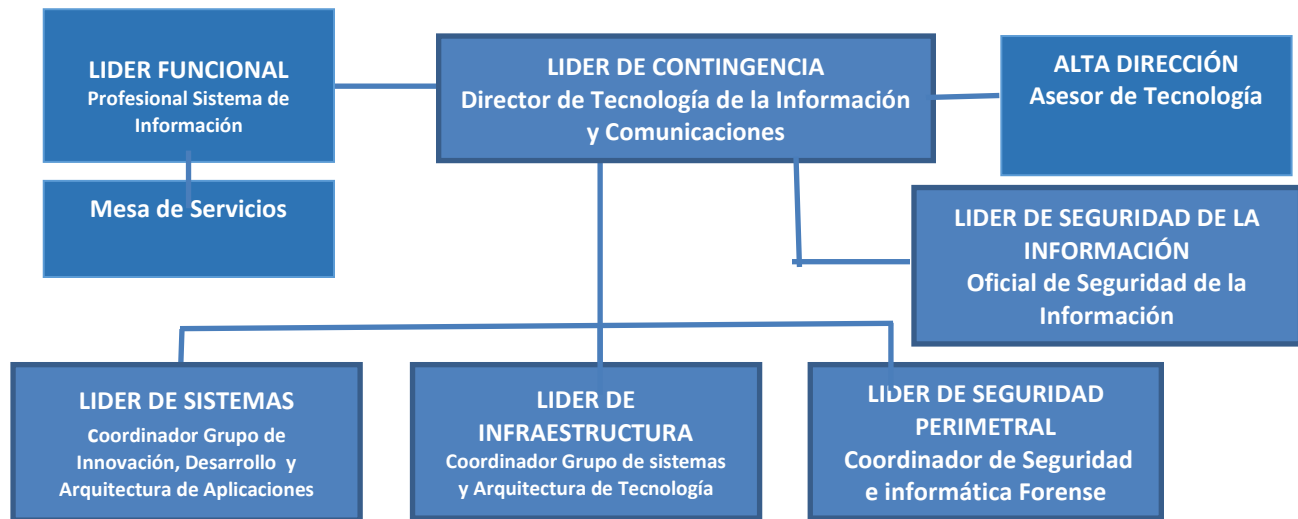 LIDER FUNCIONAL
Profesional Sistema de
Información
LIDER DE CONTINGENCIA
Director de Tecnología de la Información
y Comunicaciones
ALTA DIRECCIÓN
Asesor de Tecnología
Mesa de Servicios
LIDER DE SEGURIDAD DE LA
INFORMACIÓN
Oficial de Seguridad de la
Información
LIDER DE SISTEMAS
Coordinador Grupo de
Innovación, Desarrollo y
Arquitectura de Aplicaciones
LIDER DE
INFRAESTRUCTURA
Coordinador Grupo de sistemas
y Arquitectura de Tecnología
LIDER DE SEGURIDAD
PERIMETRAL
Coordinador de Seguridad
e informática Forense